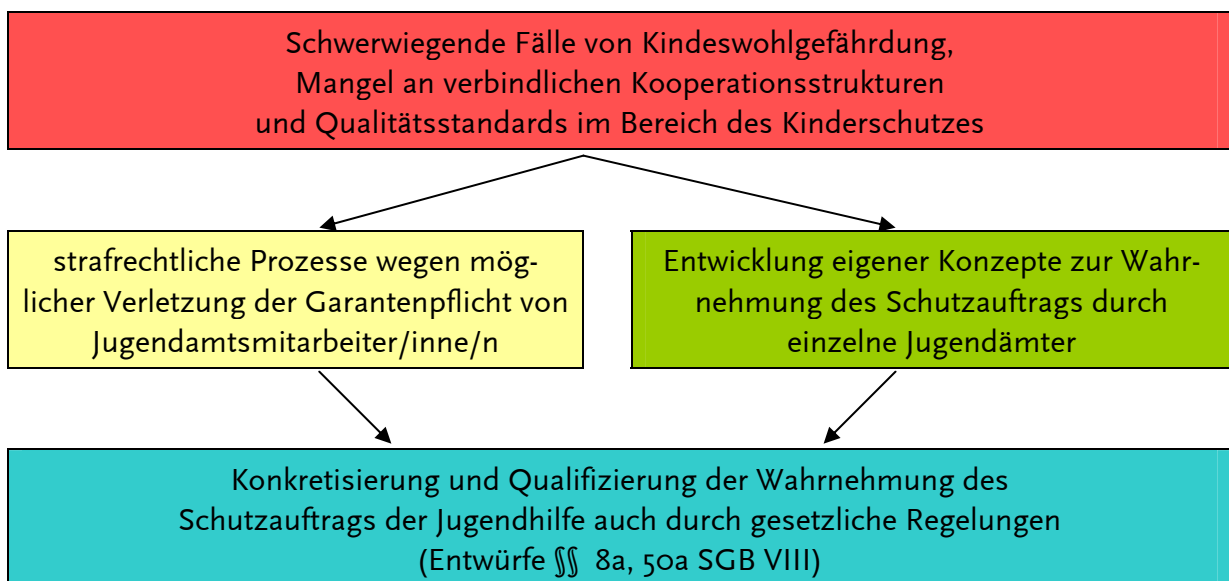 Schwerwiegende Fälle von Kindeswohlgefährdung,
Mangel an verbindlichen Kooperationsstrukturen
und Qualitätsstandards im Bereich des Kinderschutzes
strafrechtliche Prozesse wegen mög-
licher Verletzung der Garantenpflicht von
Jugendamtsmitarbeiter/inne/n
Entwicklung eigener Konzepte zur Wahr-
nehmung des Schutzauftrags durch
einzelne Jugendämter
Konkretisierung und Qualifizierung der Wahrnehmung des
Schutzauftrags der Jugendhilfe auch durch gesetzliche Regelungen
(Entwürfe §§ 8a, 50a SGB VIII)